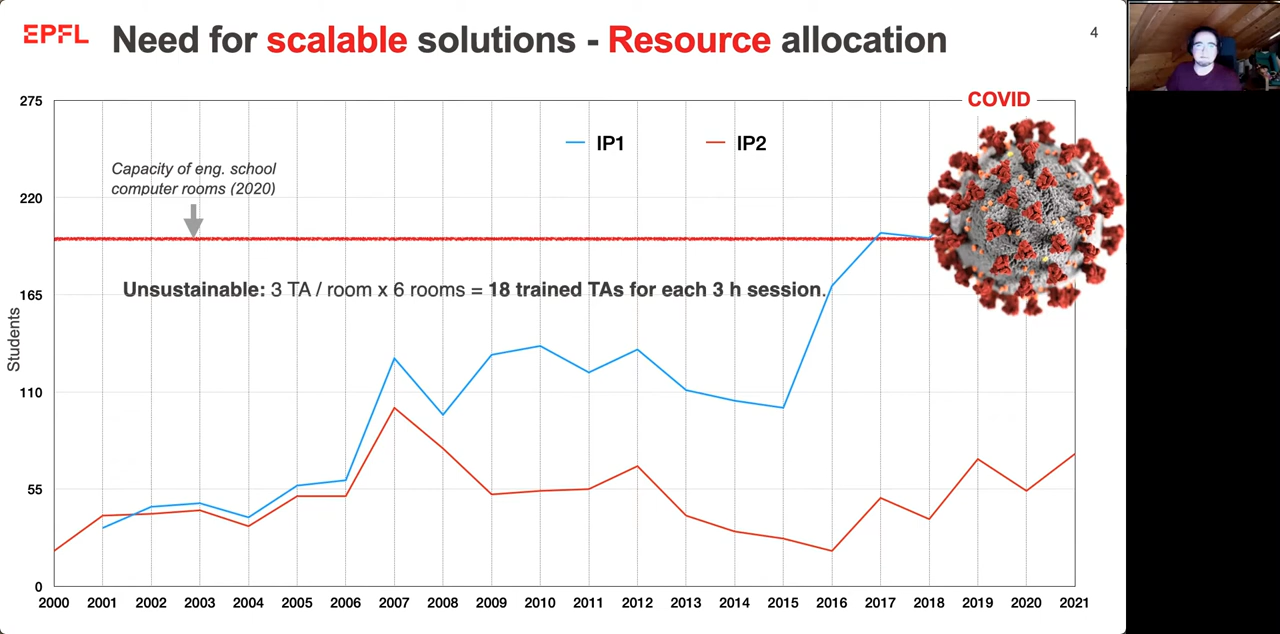 EPFL
Need for scalable solutions - Resource allocation
4
275
220
165
110
55
0
Students
COVID
IP1
IP2
Capacity of eng. school
computer rooms (2020)
Unsustainable: 3 TA / room x 6 rooms = 18 trained TAs for each 3 h session.
2000 2001 2002 2003 2004 2005 2006 2007 2008 2009 2010 2011 2012 2013 2014 2015 2016 2017 2018 2019 2020 2021